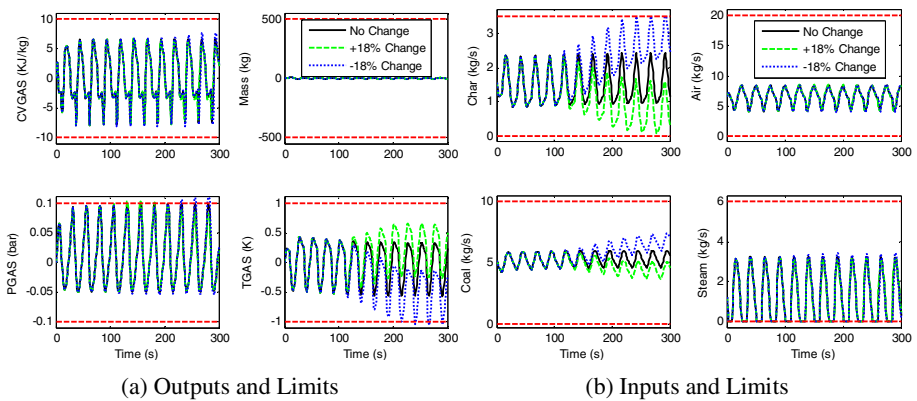 CVGAS (KJ/kg)
10
5
0
-5
-10
0 100 200 300
Mass (kg)
500
0
-500
No Change
+18% Change
-18% Change
0 100 200 300
Char (kg/s)
3
2
1
0
0 100 200 300
Air (kg/s)
20
15
10
5
0
No Change
+18% Change
-18% Change
0 100 200 300
PGAS (bar)
0.1
0.05
0
-0.05
-0.1
0 100 200 300
Time (s)
TGAS (K)
1
0.5
0
-0.5
-1
0 100 200 300
Time (s)
Coal (kg/s)
10
5
0
0 100 200 300
Time (s)
Steam (kg/s)
6
4
2
0
0 100 200 300
Time (s)
(a) Outputs and Limits
(b) Inputs and Limits